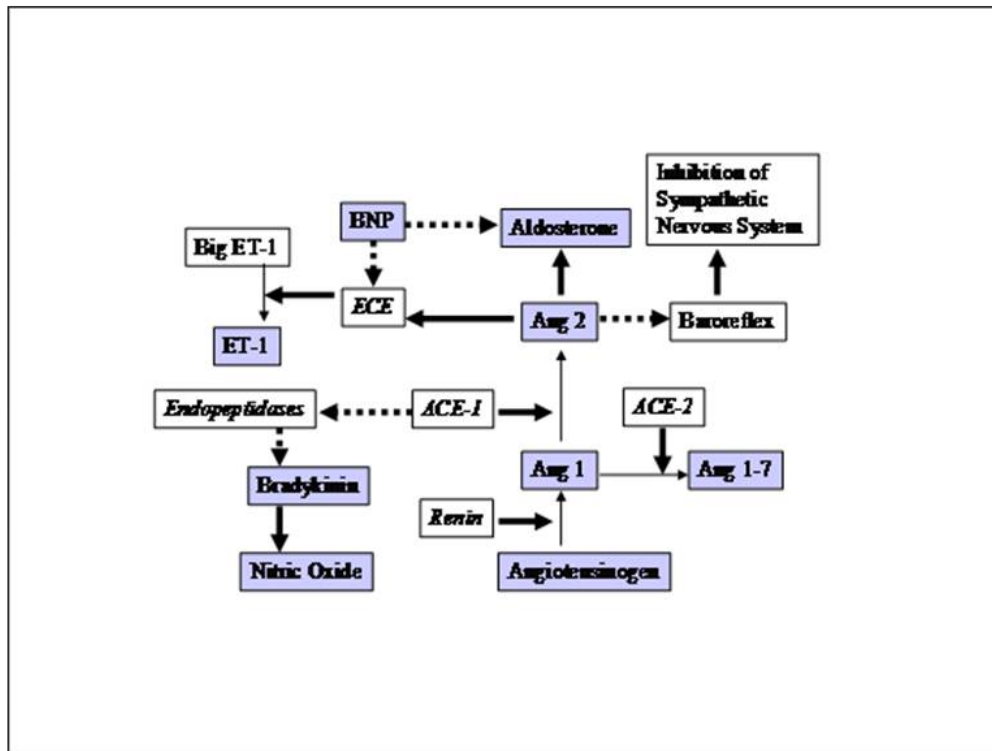 Inhibition of
Sympathetic
Nervous System
BNP
Aldosterone
Big ET-1
ECE
Ang 2
Baroreflex
ET-1
Endopeptidases
ACE-1
ACE-2
Ang 1
Ang 1-7
Bradykinin
Renin
Nitric Oxide
Angiotensinogen